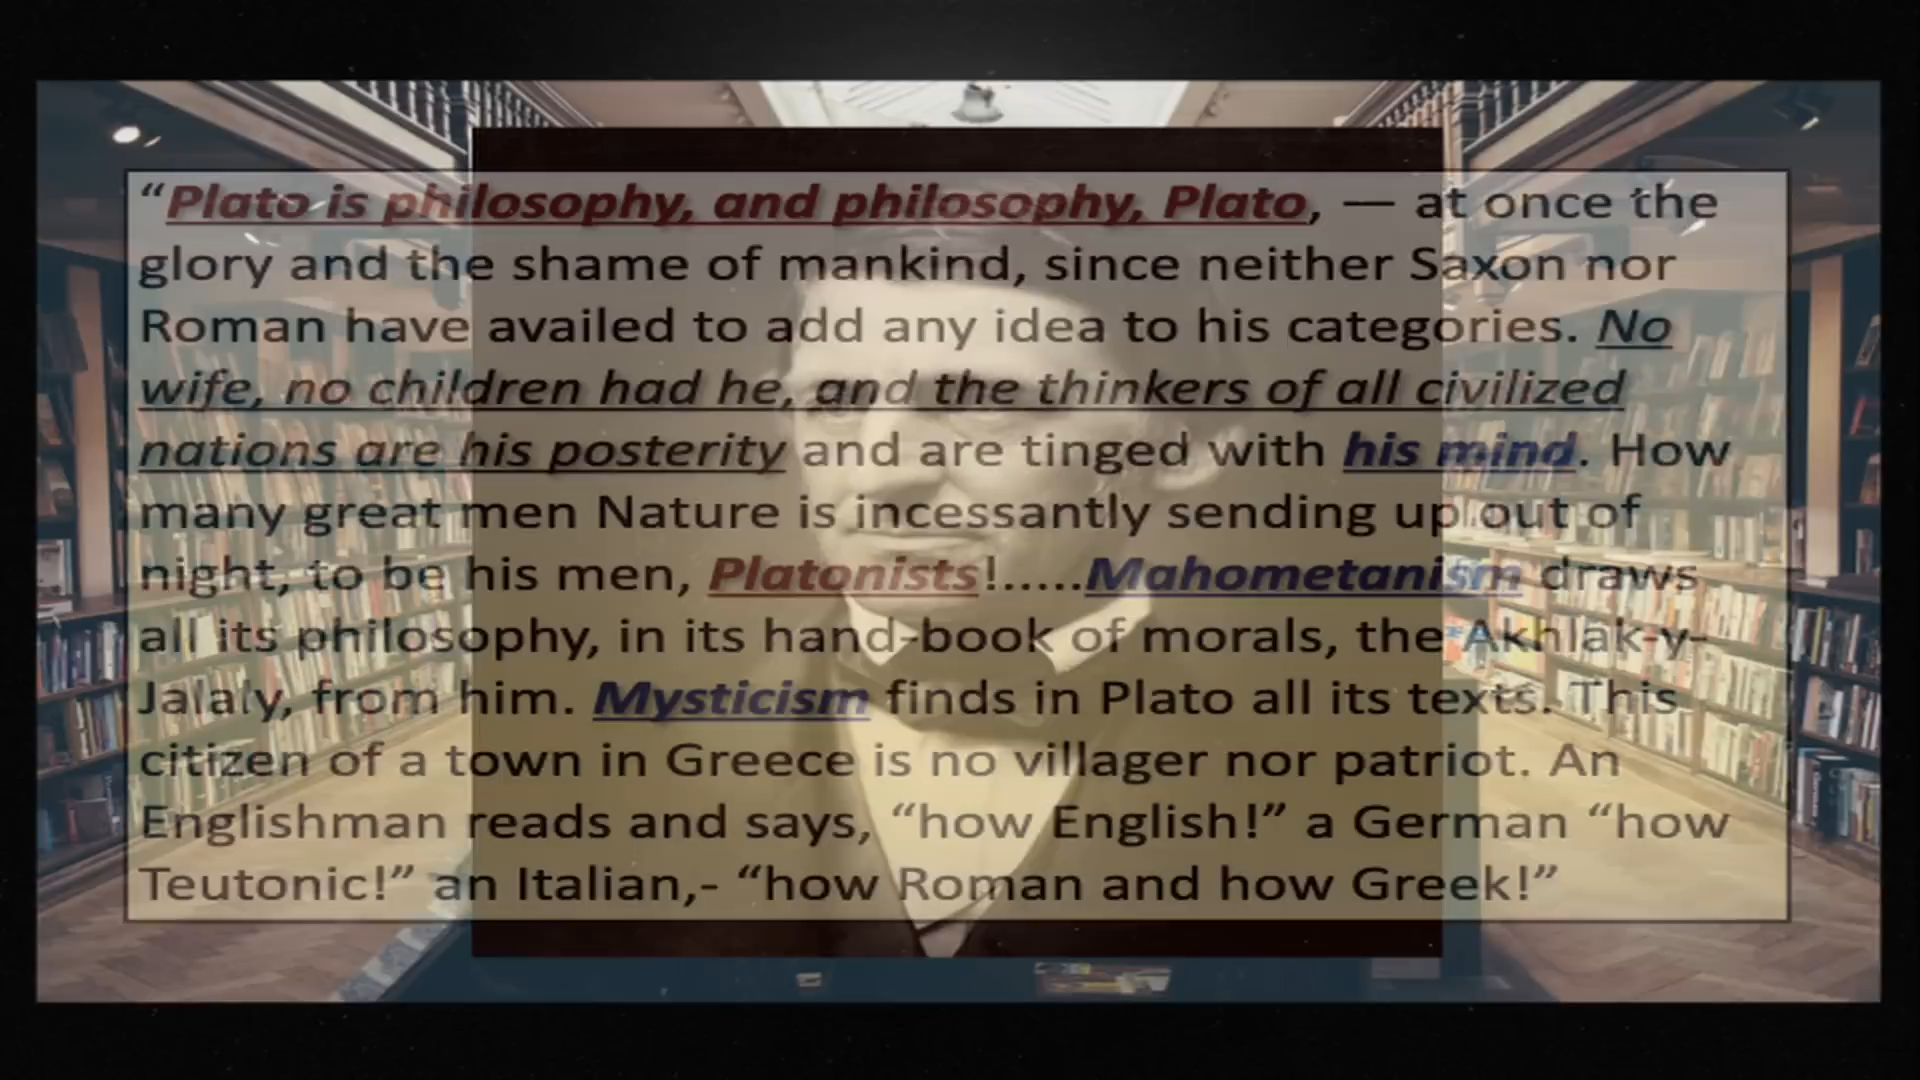 “Plato is philosophy, and philosophy, Plato, — at once the
glory and the shame of mankind, since neither Saxon nor
Roman have availed to add any idea to his categories. No
wife, no children had he, and the thinkers of all civilized
nations are his posterity and are tinged with his mind. How
many great men Nature is incessantly sending up out of
night, to be his men, Platonists!.....Mahometanism draws
all its philosophy, in its hand-book of morals, the Akhlak-y-
Jalaly, from him. Mysticism finds in Plato all its texts. This
citizen of a town in Greece is no villager nor patriot. An
Englishman reads and says, “how English!” a German “how
Teutonic!” an Italian,- “how Roman and how Greek!”